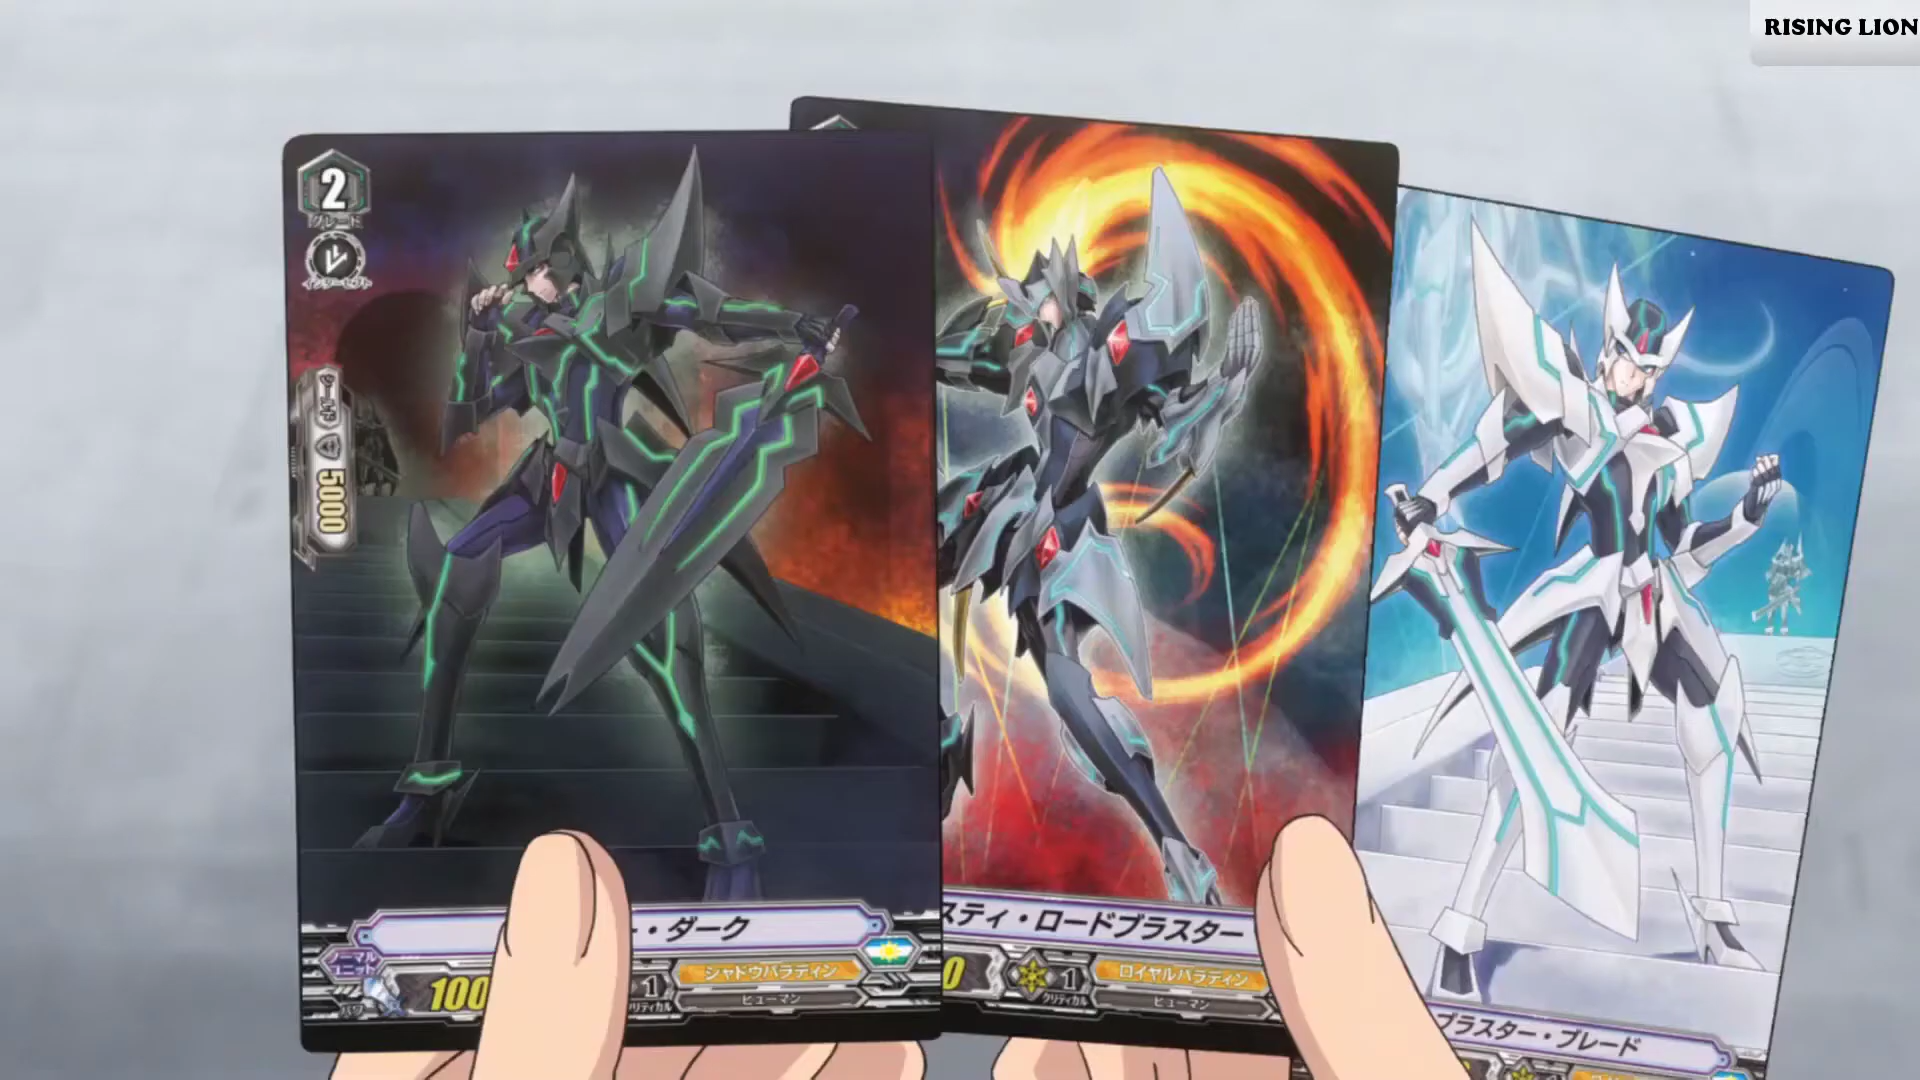 RISING LION
2
グレード
インターセプト
シールド 5000
ー・ダーク
ノーマル
ユニット
パワー
100
1
クリティカル
シャドウパラディン
ヒューマン
スティ・ロードブラスター
0
1
クリティカル
ロイヤルパラディン
ヒューマン
ブラスター・ブレード